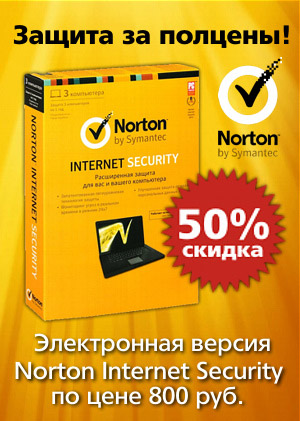 Защита за полцены!
3 компьютера
Norton
by Symantec
INTERNET SECURITY
Расширенная защита
для вас и вашего компьютера
NORTON INTERNET SECURITY
Norton
by Symantec
50%
скидка
Электронная версия
Norton Internet Security
по цене 800 руб.